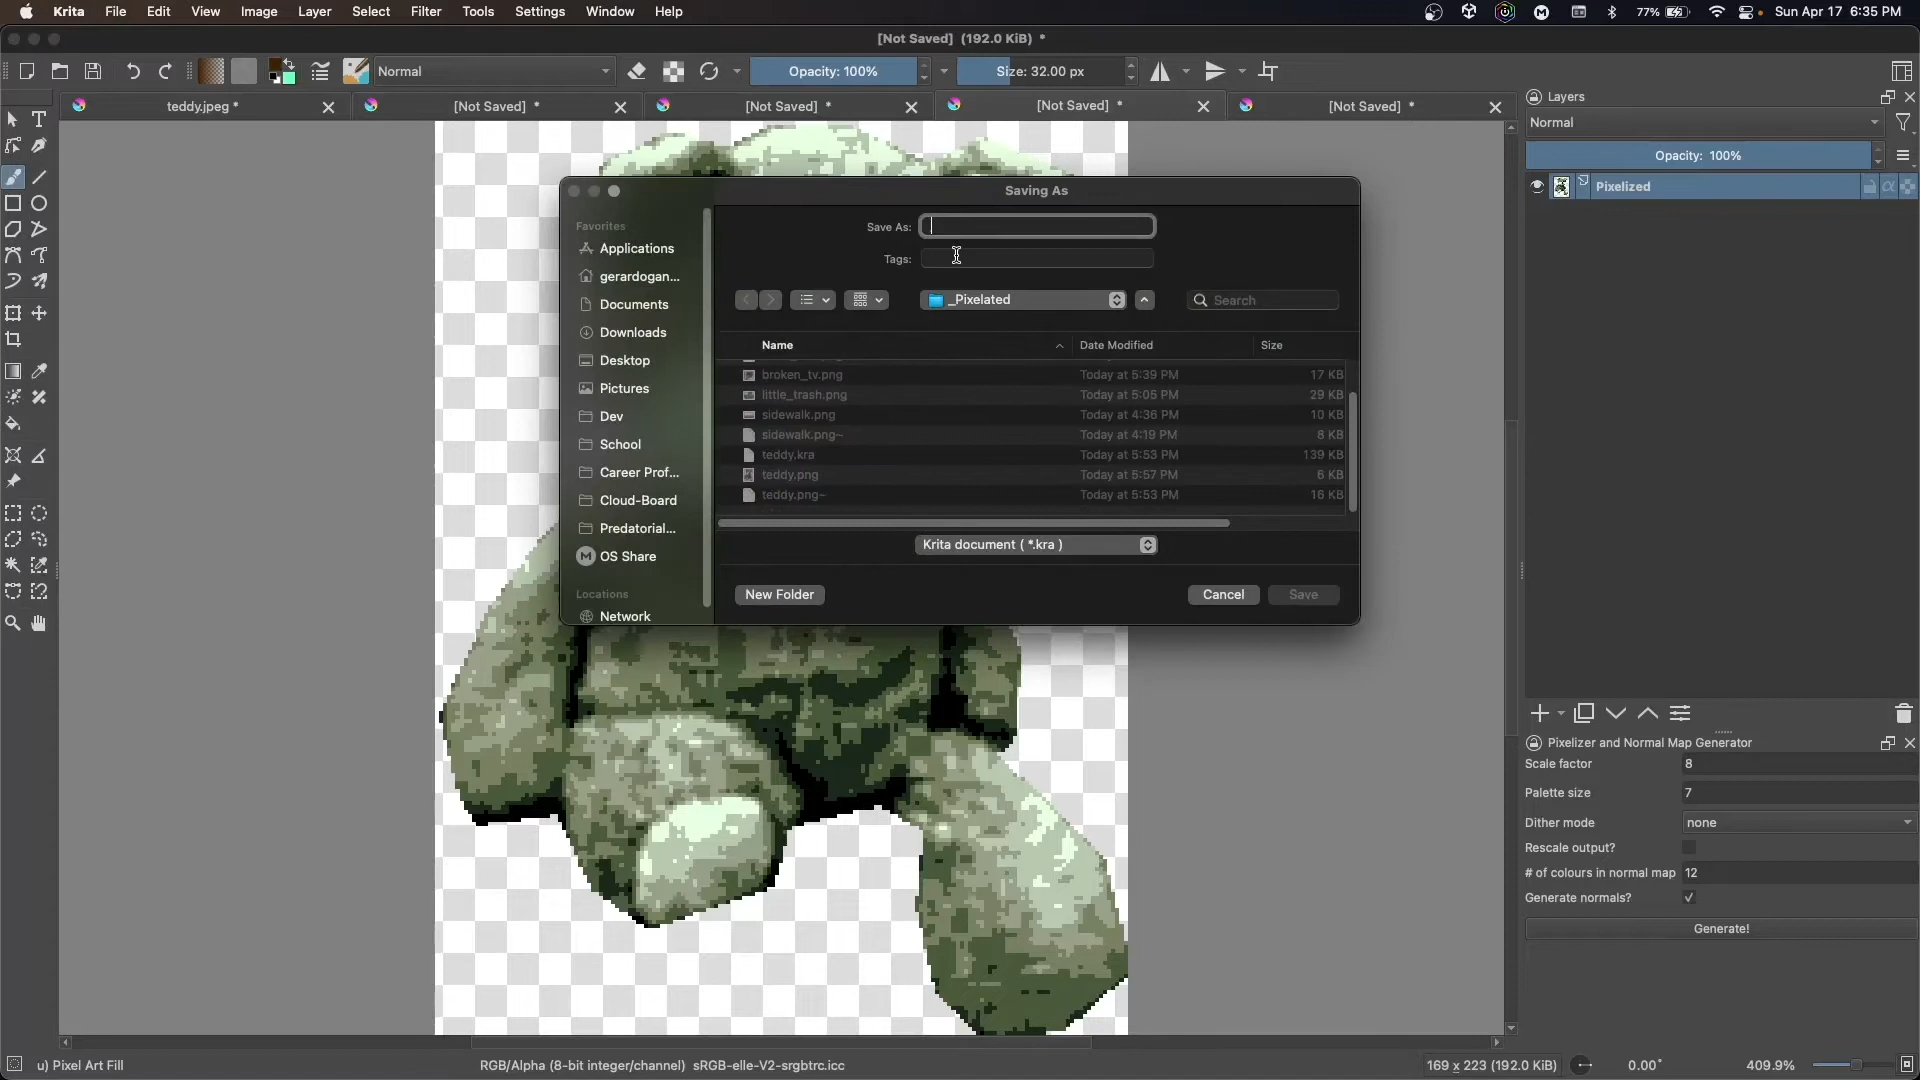 Krita File Edit View Image Layer Select Filter Tools Settings Window Help 77% Sun Apr 17 6:35 PM
[Not Saved] (192.0 KiB) *
Normal Opacity: 100% Size: 32.00 px
teddy.jpeg * [Not Saved] * [Not Saved] * [Not Saved] * [Not Saved] *
Layers
Normal
Opacity: 100%
Pixelized
Saving As
Save As:
Tags:
_Pixelated Search
Favorites
Applications
gerardogan...
Documents
Downloads
Desktop
Pictures
Dev
School
Career Prof...
Cloud-Board
Predatorial...
OS Share
Locations
Network
Name Date Modified Size
broken_tv.png Today at 5:39 PM 17 KB
little_trash.png Today at 5:05 PM 29 KB
sidewalk.png Today at 4:36 PM 10 KB
sidewalk.png~ Today at 4:19 PM 8 KB
teddy.kra Today at 5:53 PM 139 KB
teddy.png Today at 5:57 PM 6 KB
teddy.png~ Today at 5:53 PM 16 KB
Krita document ( *.kra )
New Folder Cancel Save
Pixelizer and Normal Map Generator
Scale factor 8
Palette size 7
Dither mode none
Rescale output?
# of colours in normal map 12
Generate normals?
Generate!
u) Pixel Art Fill RGB/Alpha (8-bit integer/channel) sRGB-elle-V2-srgbtrc.icc 169 x 223 (192.0 KiB) 0.00° 409.9%